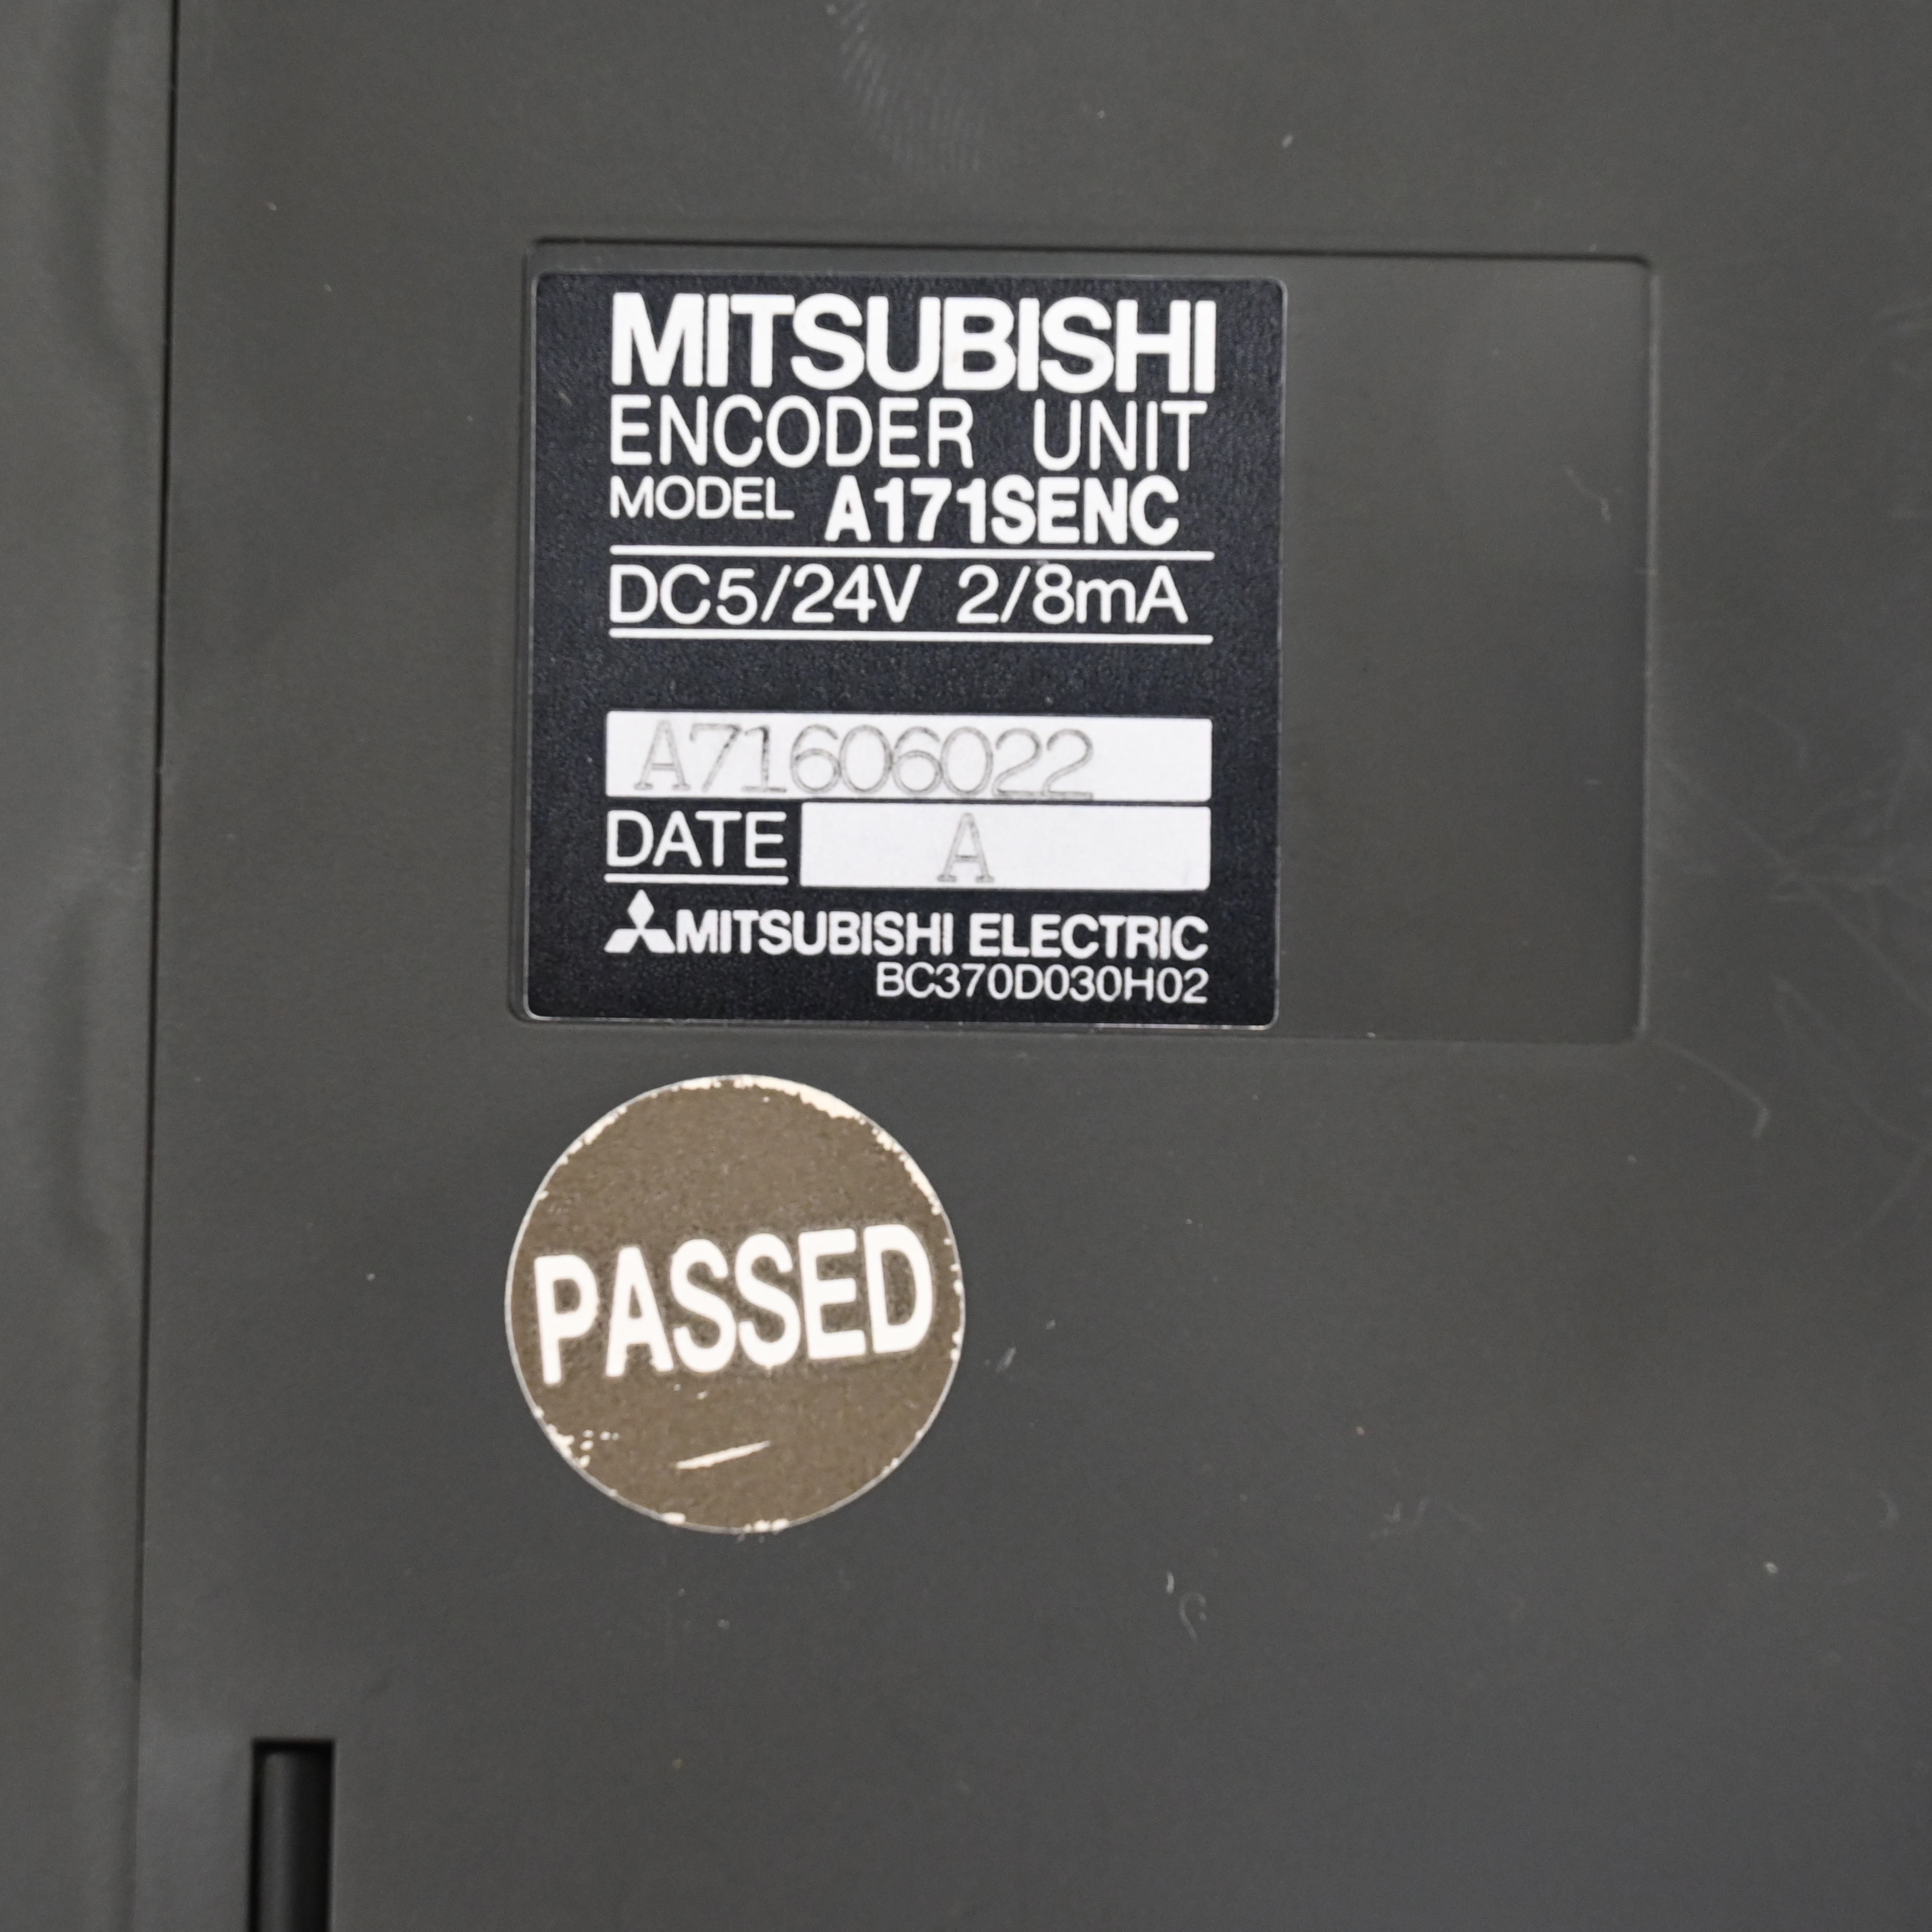 MITSUBISHI
ENCODER UNIT
MODEL A171SENC
DC5/24V 2/8mA
A71606022
DATE A
MITSUBISHI ELECTRIC
BC370D030H02
PASSED